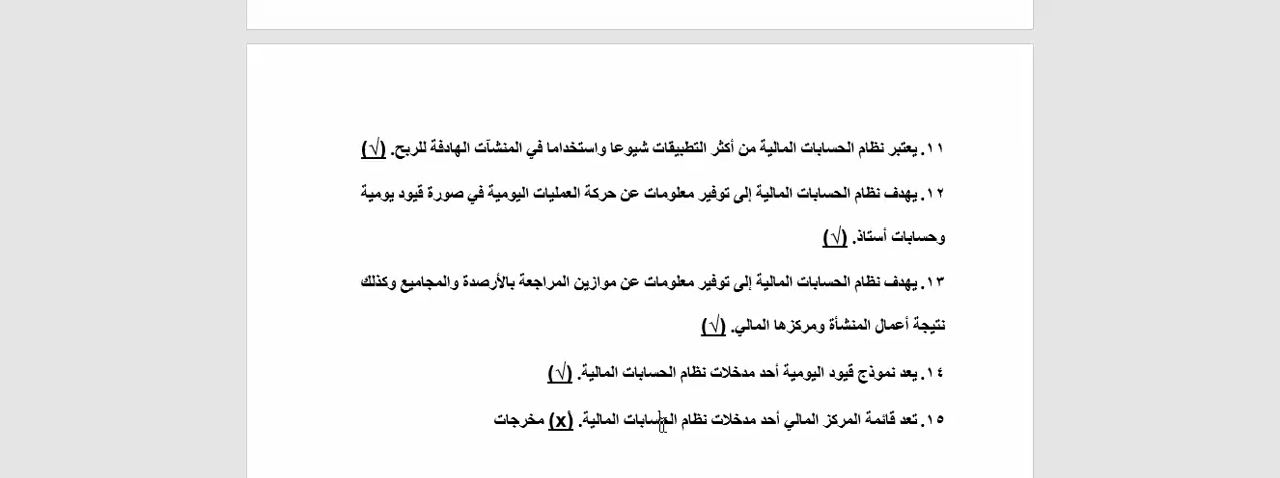 ١١. يعتبر نظام الحسابات المالية من أكثر التطبيقات شيوعا واستخداما في المنشآت الهادفة للربح. (√)
١٢. يهدف نظام الحسابات المالية إلى توفير معلومات عن حركة العمليات اليومية في صورة قيود يومية
وحسابات أستاذ. (√)
١٣. يهدف نظام الحسابات المالية إلى توفير معلومات عن موازين المراجعة بالأرصدة والمجاميع وكذلك
نتيجة أعمال المنشأة ومركزها المالي. (√)
١٤. يعد نموذج قيود اليومية أحد مدخلات نظام الحسابات المالية. (√)
١٥. تعد قائمة المركز المالي أحد مدخلات نظام الحسابات المالية. (x) مخرجات